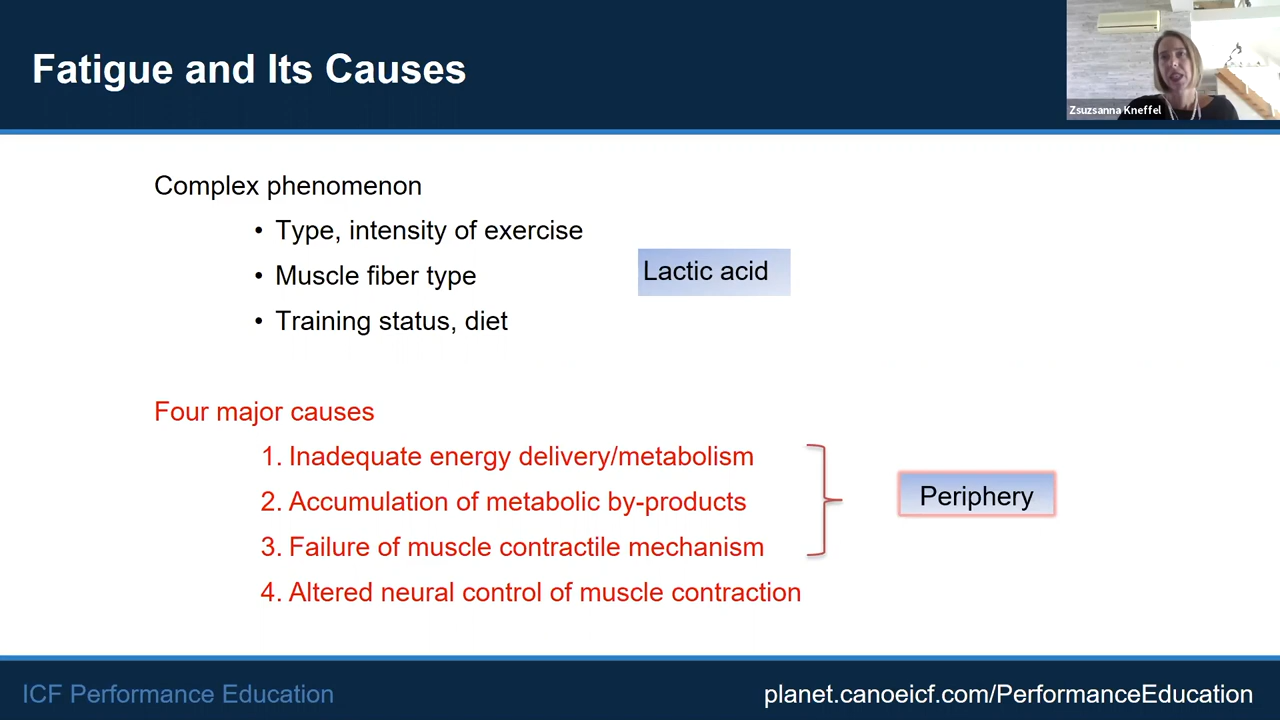 Fatigue and Its Causes
Zsuzsanna Kneffel
Complex phenomenon
• Type, intensity of exercise
• Muscle fiber type
• Training status, diet
Lactic acid
Four major causes
1. Inadequate energy delivery/metabolism
2. Accumulation of metabolic by-products
3. Failure of muscle contractile mechanism
4. Altered neural control of muscle contraction
Periphery
ICF Performance Education
planet.canoeicf.com/PerformanceEducation